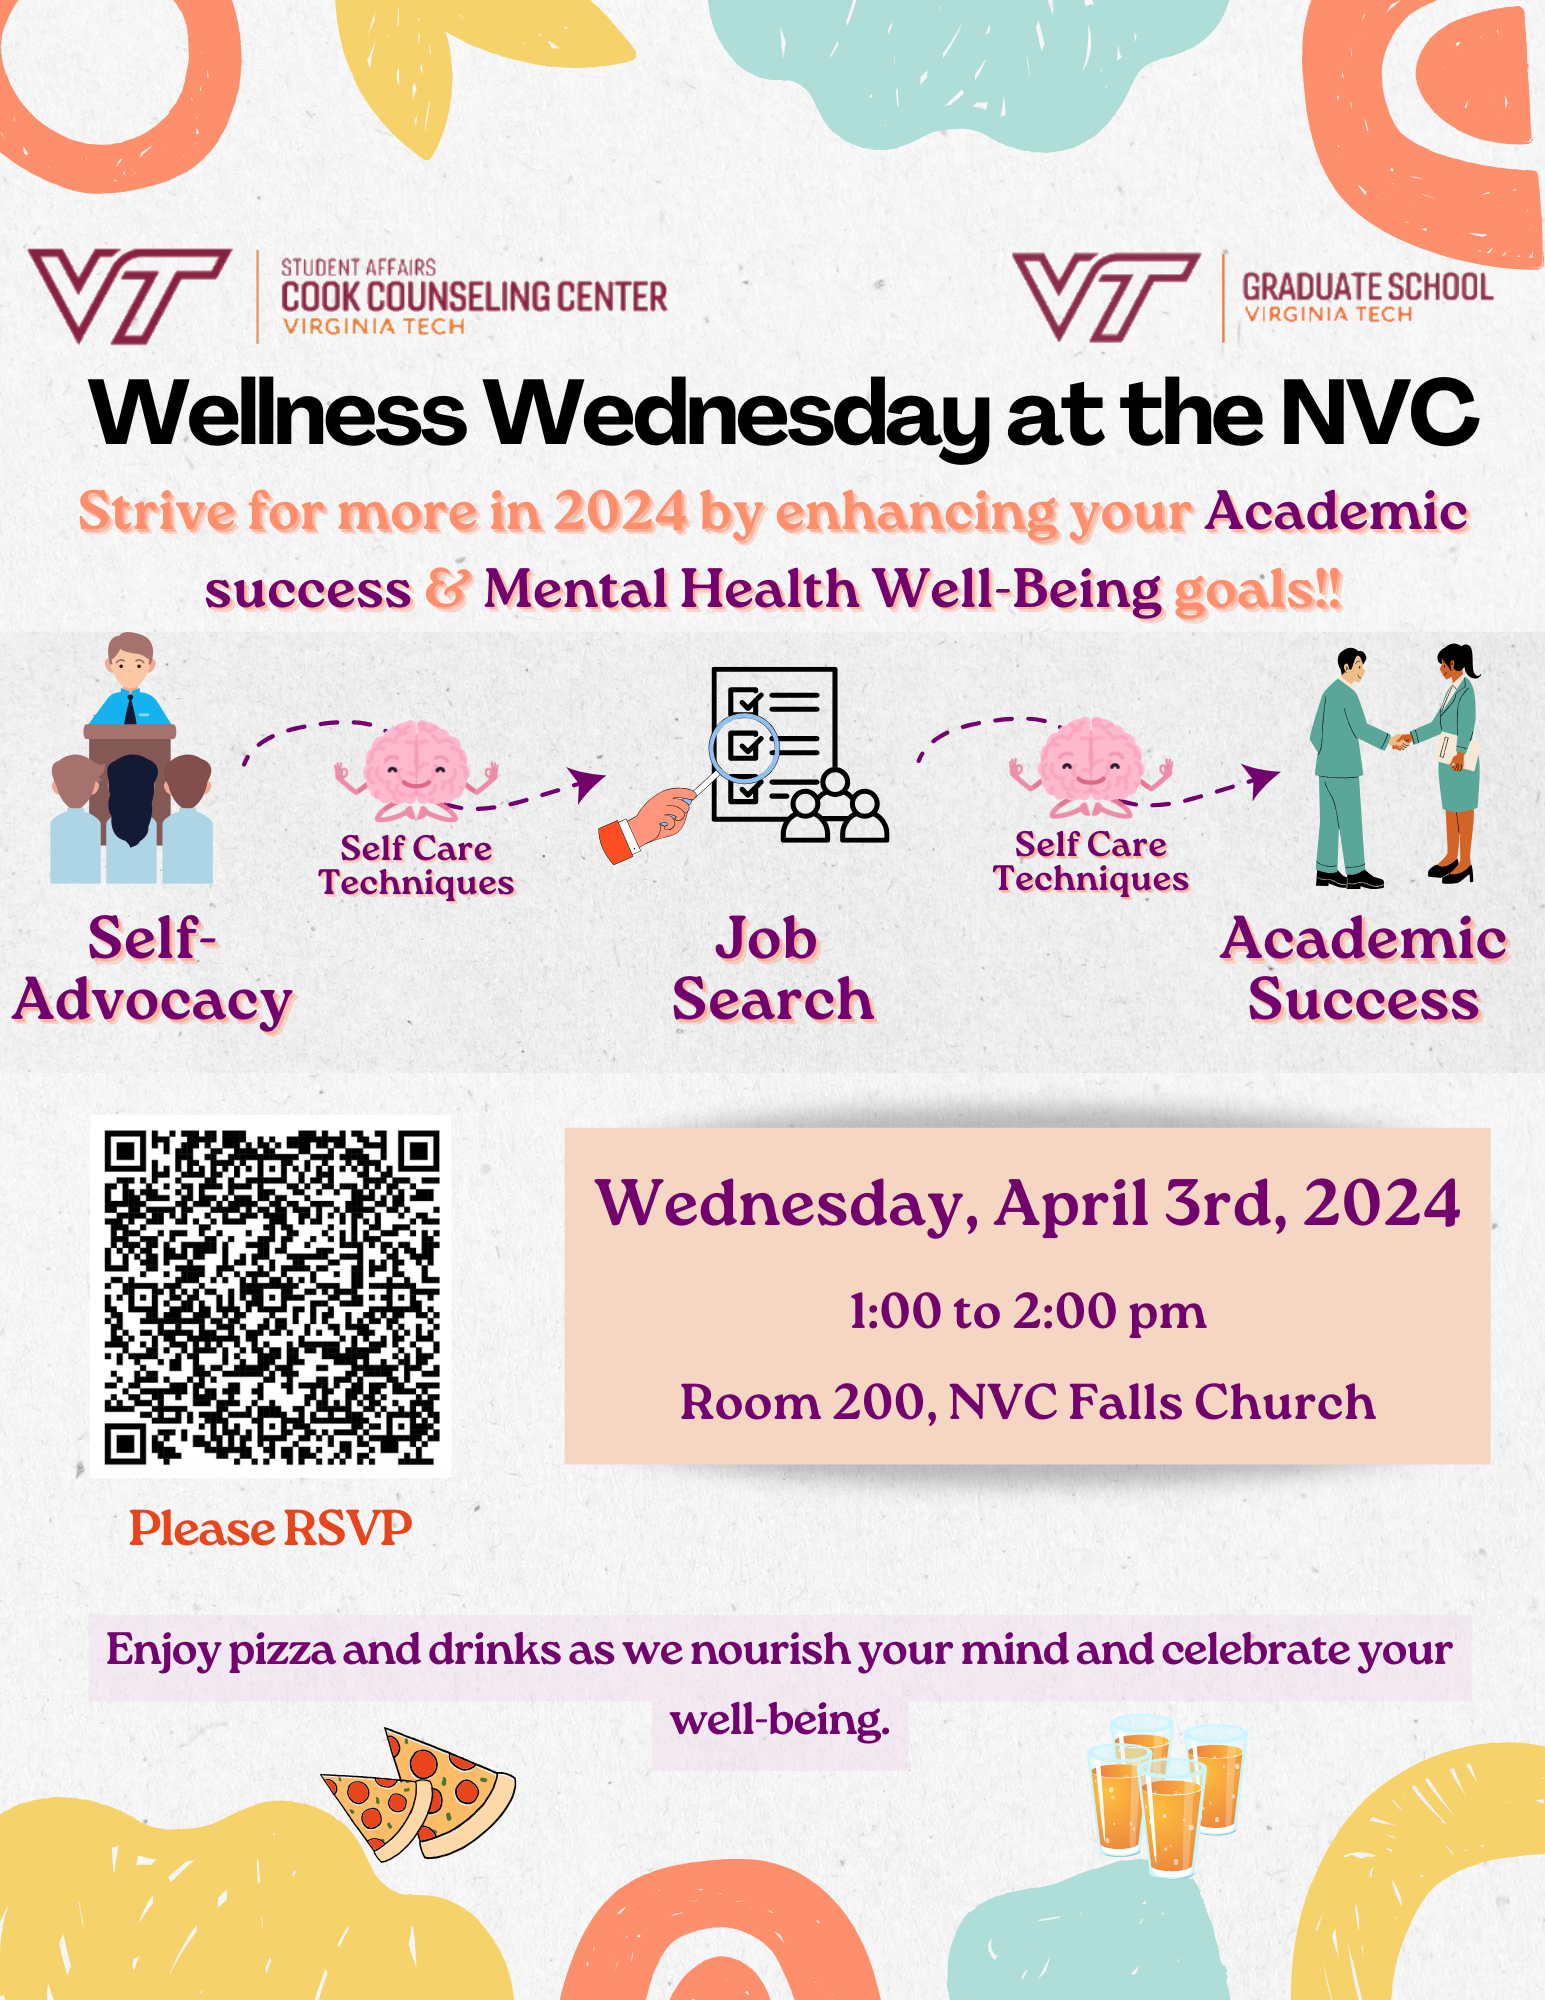 STUDENT AFFAIRS
COOK COUNSELING CENTER
VIRGINIA TECH
GRADUATE SCHOOL
VIRGINIA TECH
Wellness Wednesday at the NVC
Strive for more in 2024 by enhancing your Academic
success & Mental Health Well-Being goals!!
Self Care
Techniques
Self Care
Techniques
Self-
Advocacy
Job
Search
Academic
Success
Wednesday, April 3rd, 2024
1:00 to 2:00 pm
Room 200, NVC Falls Church
Please RSVP
Enjoy pizza and drinks as we nourish your mind and celebrate your
well-being.